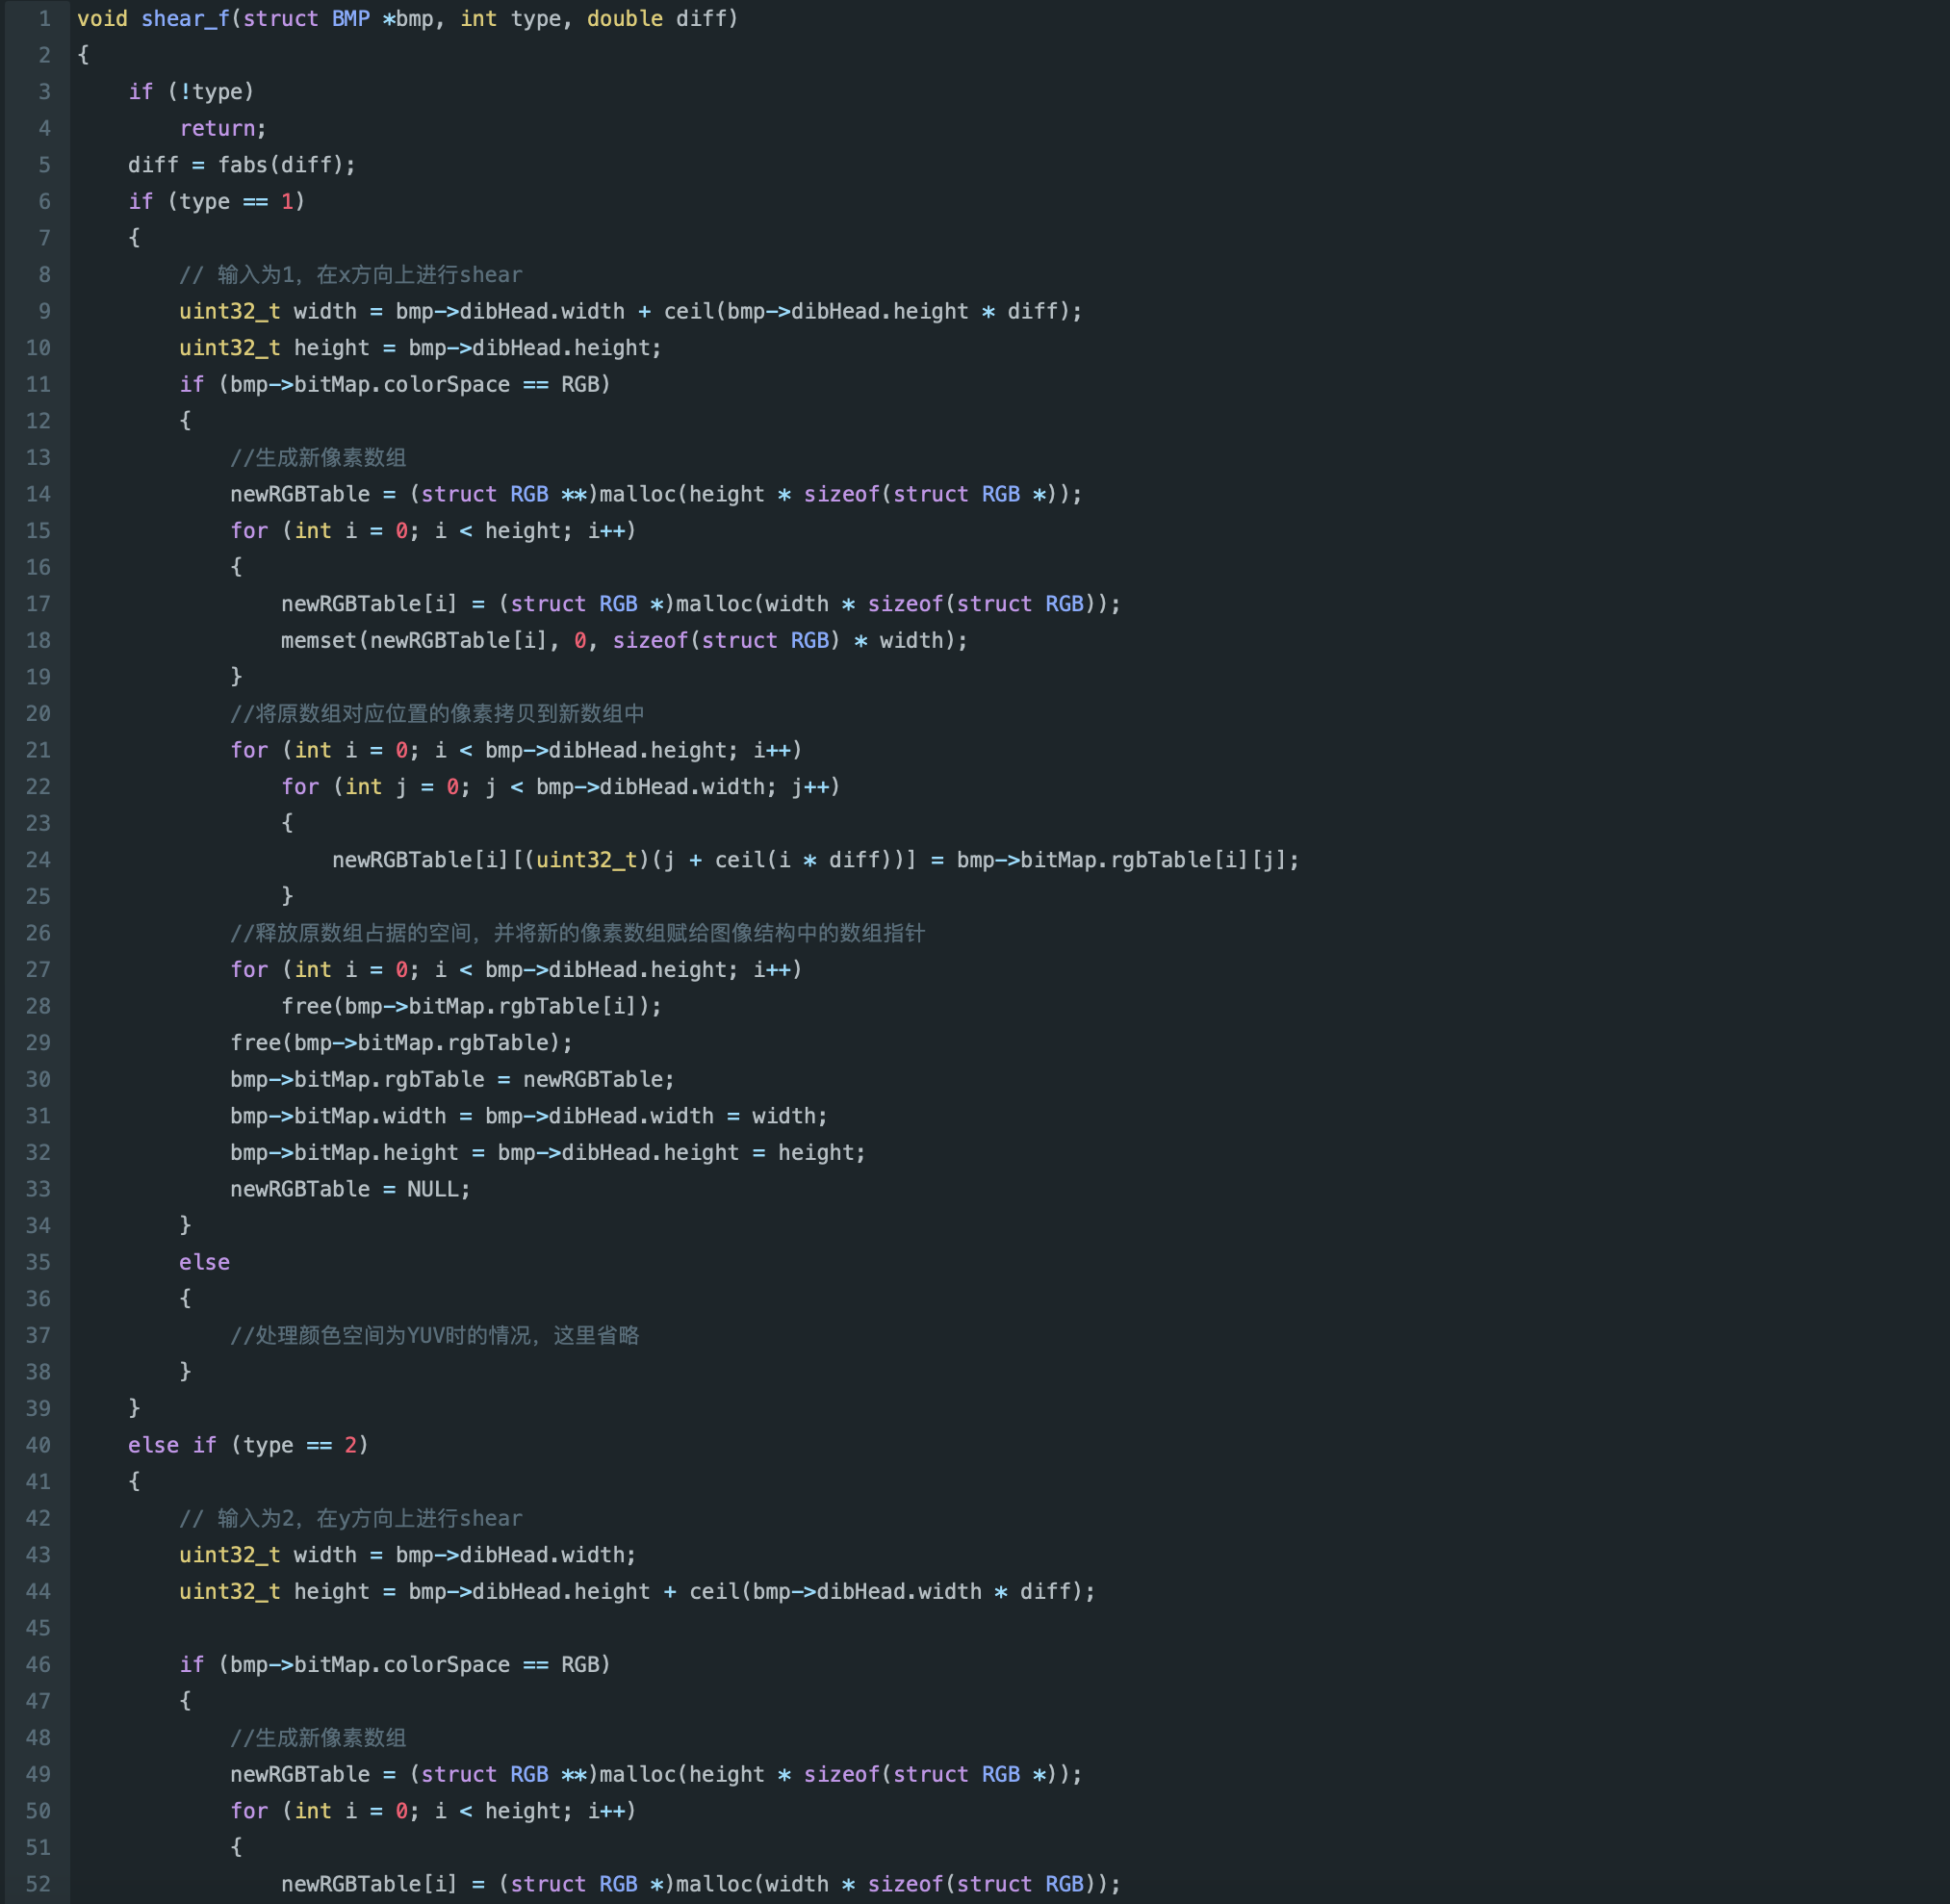 1 void shear_f(struct BMP *bmp, int type, double diff)
2 {
3     if (!type)
4         return;
5     diff = fabs(diff);
6     if (type == 1)
7     {
8         // 输入为1，在x方向上进行shear
9         uint32_t width = bmp->dibHead.width + ceil(bmp->dibHead.height * diff);
10         uint32_t height = bmp->dibHead.height;
11         if (bmp->bitMap.colorSpace == RGB)
12         {
13             //生成新像素数组
14             newRGBTable = (struct RGB **)malloc(height * sizeof(struct RGB *));
15             for (int i = 0; i < height; i++)
16             {
17                 newRGBTable[i] = (struct RGB *)malloc(width * sizeof(struct RGB));
18                 memset(newRGBTable[i], 0, sizeof(struct RGB) * width);
19             }
20             //将原数组对应位置的像素拷贝到新数组中
21             for (int i = 0; i < bmp->dibHead.height; i++)
22                 for (int j = 0; j < bmp->dibHead.width; j++)
23                 {
24                     newRGBTable[i][(uint32_t)(j + ceil(i * diff))] = bmp->bitMap.rgbTable[i][j];
25                 }
26             //释放原数组占据的空间，并将新的像素数组赋给图像结构中的数组指针
27             for (int i = 0; i < bmp->dibHead.height; i++)
28                 free(bmp->bitMap.rgbTable[i]);
29             free(bmp->bitMap.rgbTable);
30             bmp->bitMap.rgbTable = newRGBTable;
31             bmp->bitMap.width = bmp->dibHead.width = width;
32             bmp->bitMap.height = bmp->dibHead.height = height;
33             newRGBTable = NULL;
34         }
35         else
36         {
37             //处理颜色空间为YUV时的情况，这里省略
38         }
39     }
40     else if (type == 2)
41     {
42         // 输入为2，在y方向上进行shear
43         uint32_t width = bmp->dibHead.width;
44         uint32_t height = bmp->dibHead.height + ceil(bmp->dibHead.width * diff);
45
46         if (bmp->bitMap.colorSpace == RGB)
47         {
48             //生成新像素数组
49             newRGBTable = (struct RGB **)malloc(height * sizeof(struct RGB *));
50             for (int i = 0; i < height; i++)
51             {
52                 newRGBTable[i] = (struct RGB *)malloc(width * sizeof(struct RGB));